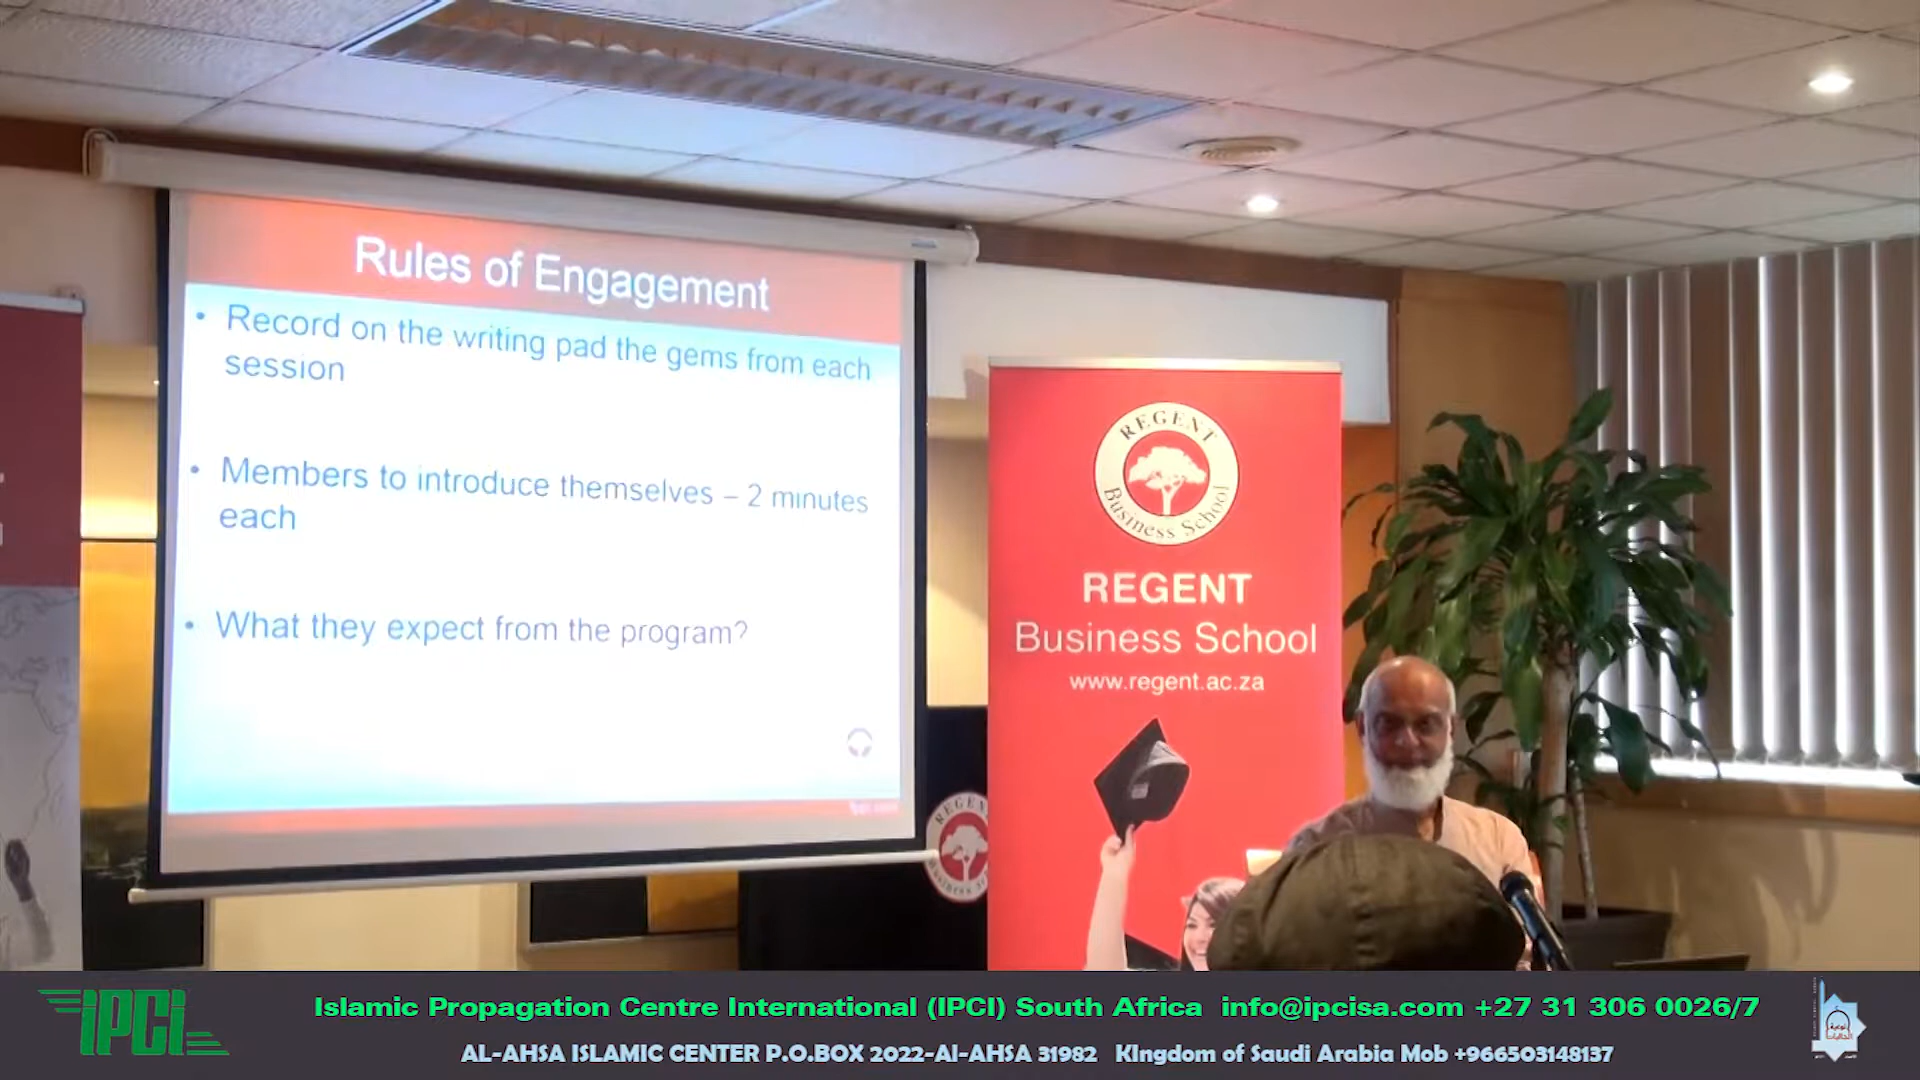 Rules of Engagement
• Record on the writing pad the gems from each
session
• Members to introduce themselves – 2 minutes
each
• What they expect from the program?
REGENT
Business School
REGENT
Business School
www.regent.ac.za
REGENT
IPCI
Islamic Propagation Centre International (IPCI) South Africa info@ipcisa.com +27 31 306 0026/7
AL-AHSA ISLAMIC CENTER P.O.BOX 2022-Al-AHSA 31982 KIngdom of Saudi Arabia Mob +966503148137